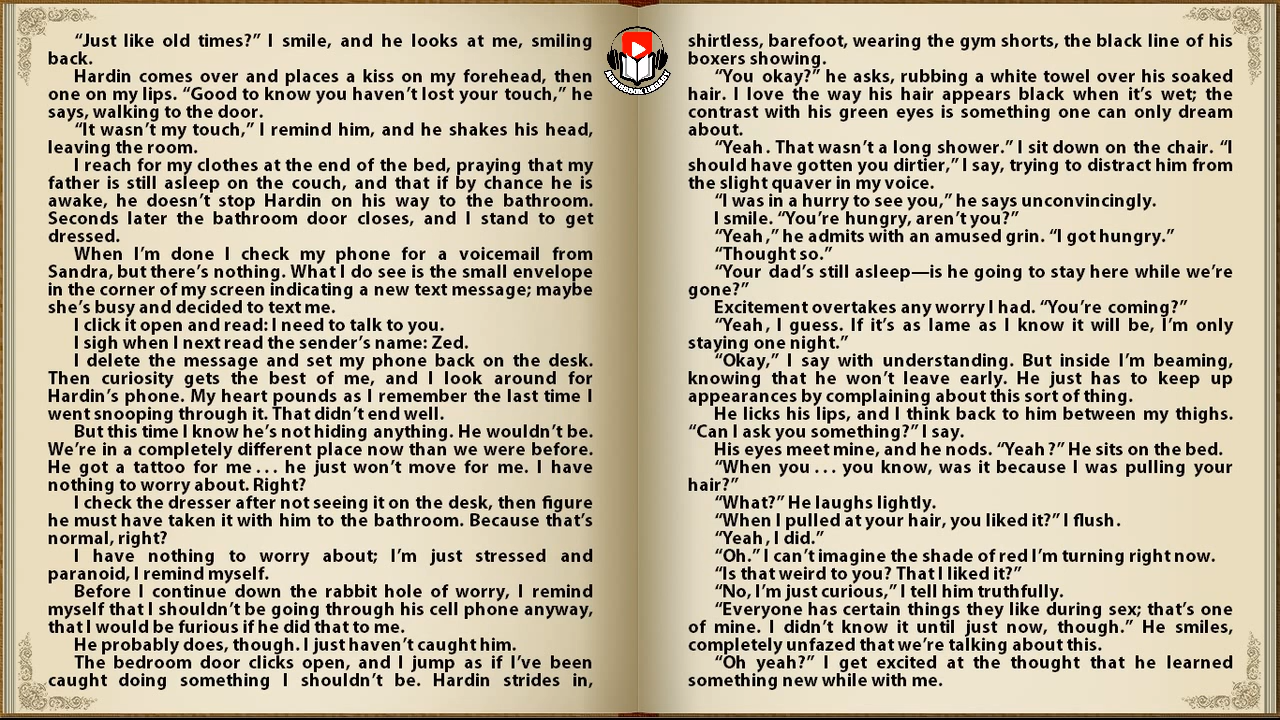 “Just like old times?” I smile, and he looks at me, smiling
back.
Hardin comes over and places a kiss on my forehead, then
one on my lips. “Good to know you haven’t lost your touch,” he
says, walking to the door.
“It wasn’t my touch,” I remind him, and he shakes his head,
leaving the room.
I reach for my clothes at the end of the bed, praying that my
father is still asleep on the couch, and that if by chance he is
awake, he doesn’t stop Hardin on his way to the bathroom.
Seconds later the bathroom door closes, and I stand to get
dressed.
When I’m done I check my phone for a voicemail from
Sandra, but there’s nothing. What I do see is the small envelope
in the corner of my screen indicating a new text message; maybe
she’s busy and decided to text me.
I click it open and read: I need to talk to you.
I sigh when I next read the sender’s name: Zed.
I delete the message and set my phone back on the desk.
Then curiosity gets the best of me, and I look around for
Hardin’s phone. My heart pounds as I remember the last time I
went snooping through it. That didn’t end well.
But this time I know he’s not hiding anything. He wouldn’t be.
We’re in a completely different place now than we were before.
He got a tattoo for me . . . he just won’t move for me. I have
nothing to worry about. Right?
I check the dresser after not seeing it on the desk, then figure
he must have taken it with him to the bathroom. Because that’s
normal, right?
I have nothing to worry about; I’m just stressed and
paranoid, I remind myself.
Before I continue down the rabbit hole of worry, I remind
myself that I shouldn’t be going through his cell phone anyway,
that I would be furious if he did that to me.
He probably does, though. I just haven’t caught him.
The bedroom door clicks open, and I jump as if I’ve been
caught doing something I shouldn’t be. Hardin strides in,
AUDIOBOOK LIBRARY
shirtless, barefoot, wearing the gym shorts, the black line of his
boxers showing.
“You okay?” he asks, rubbing a white towel over his soaked
hair. I love the way his hair appears black when it’s wet; the
contrast with his green eyes is something one can only dream
about.
“Yeah. That wasn’t a long shower.” I sit down on the chair. “I
should have gotten you dirtier,” I say, trying to distract him from
the slight quaver in my voice.
“I was in a hurry to see you,” he says unconvincingly.
I smile. “You’re hungry, aren’t you?”
“Yeah,” he admits with an amused grin. “I got hungry.”
“Thought so.”
“Your dad’s still asleep—is he going to stay here while we’re
gone?”
Excitement overtakes any worry I had. “You’re coming?”
“Yeah, I guess. If it’s as lame as I know it will be, I’m only
staying one night.”
“Okay,” I say with understanding. But inside I’m beaming,
knowing that he won’t leave early. He just has to keep up
appearances by complaining about this sort of thing.
He licks his lips, and I think back to him between my thighs.
“Can I ask you something?” I say.
His eyes meet mine, and he nods. “Yeah?” He sits on the bed.
“When you . . . you know, was it because I was pulling your
hair?”
“What?” He laughs lightly.
“When I pulled at your hair, you liked it?” I flush.
“Yeah, I did.”
“Oh.” I can’t imagine the shade of red I’m turning right now.
“Is that weird to you? That I liked it?”
“No, I’m just curious,” I tell him truthfully.
“Everyone has certain things they like during sex; that’s one
of mine. I didn’t know it until just now, though.” He smiles,
completely unfazed that we’re talking about this.
“Oh yeah?” I get excited at the thought that he learned
something new while with me.